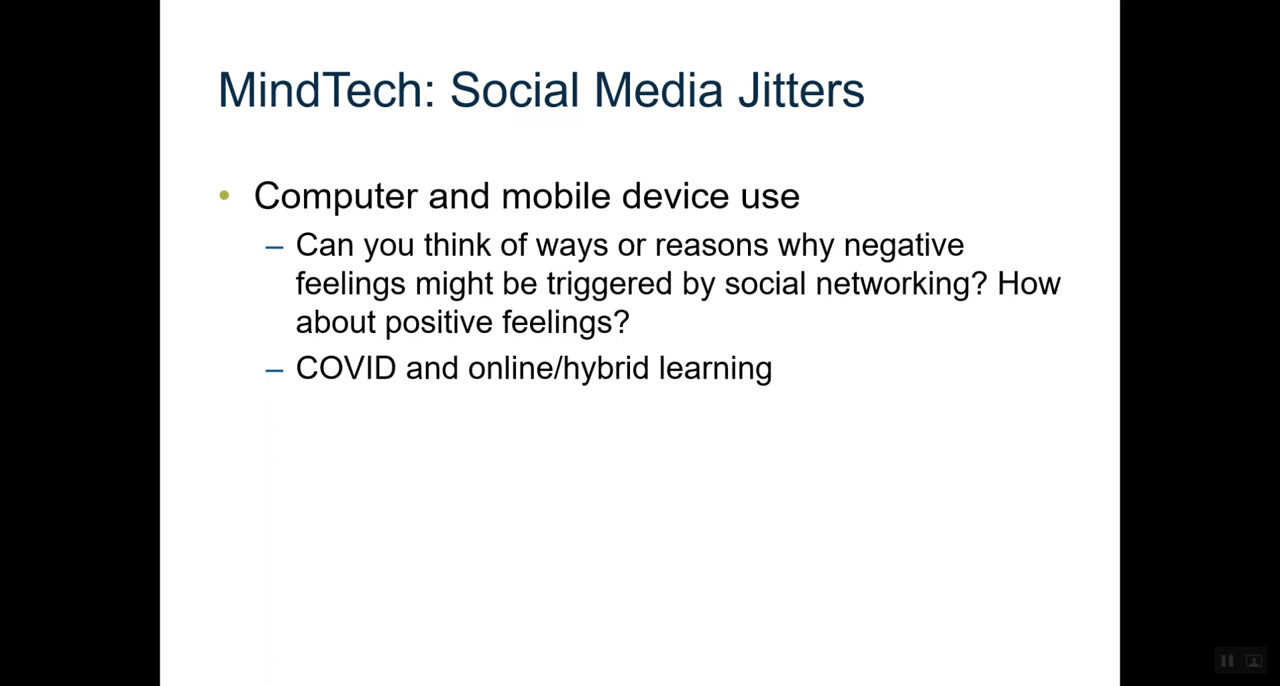 MindTech: Social Media Jitters
• Computer and mobile device use
– Can you think of ways or reasons why negative
feelings might be triggered by social networking? How
about positive feelings?
– COVID and online/hybrid learning